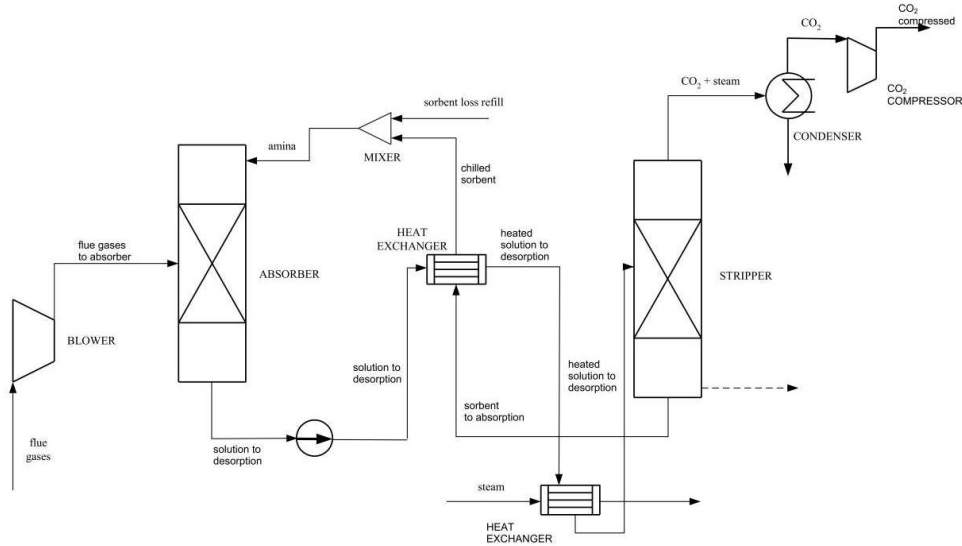 CO₂
compressed
CO₂
CO₂ + steam
CO₂
COMPRESSOR
CONDENSER
sorbent loss refill
amina
MIXER
chilled
sorbent
HEAT
EXCHANGER
heated
solution to
desorption
flue gases
to absorber
ABSORBER
STRIPPER
BLOWER
solution to
desorption
heated
solution to
desorption
sorbent
to absorption
flue
gases
solution to
desorption
steam
HEAT
EXCHANGER